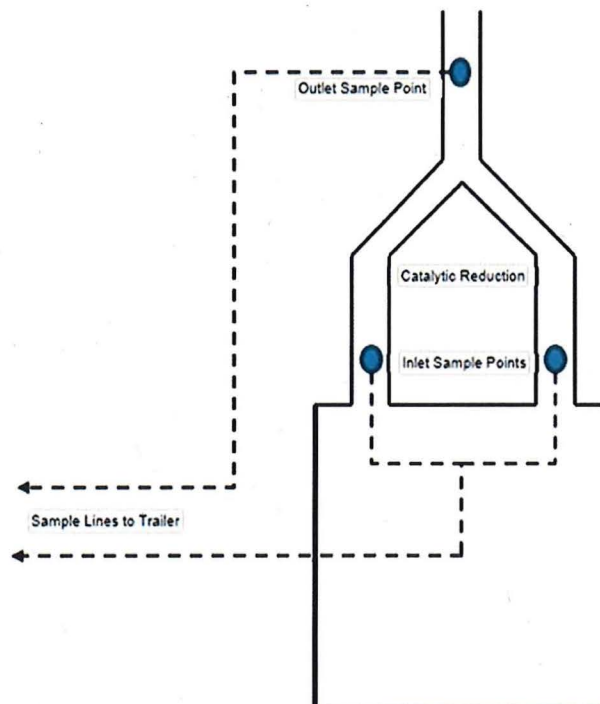 Outlet Sample Point
Catalytic Reduction
Inlet Sample Points
Sample Lines to Trailer